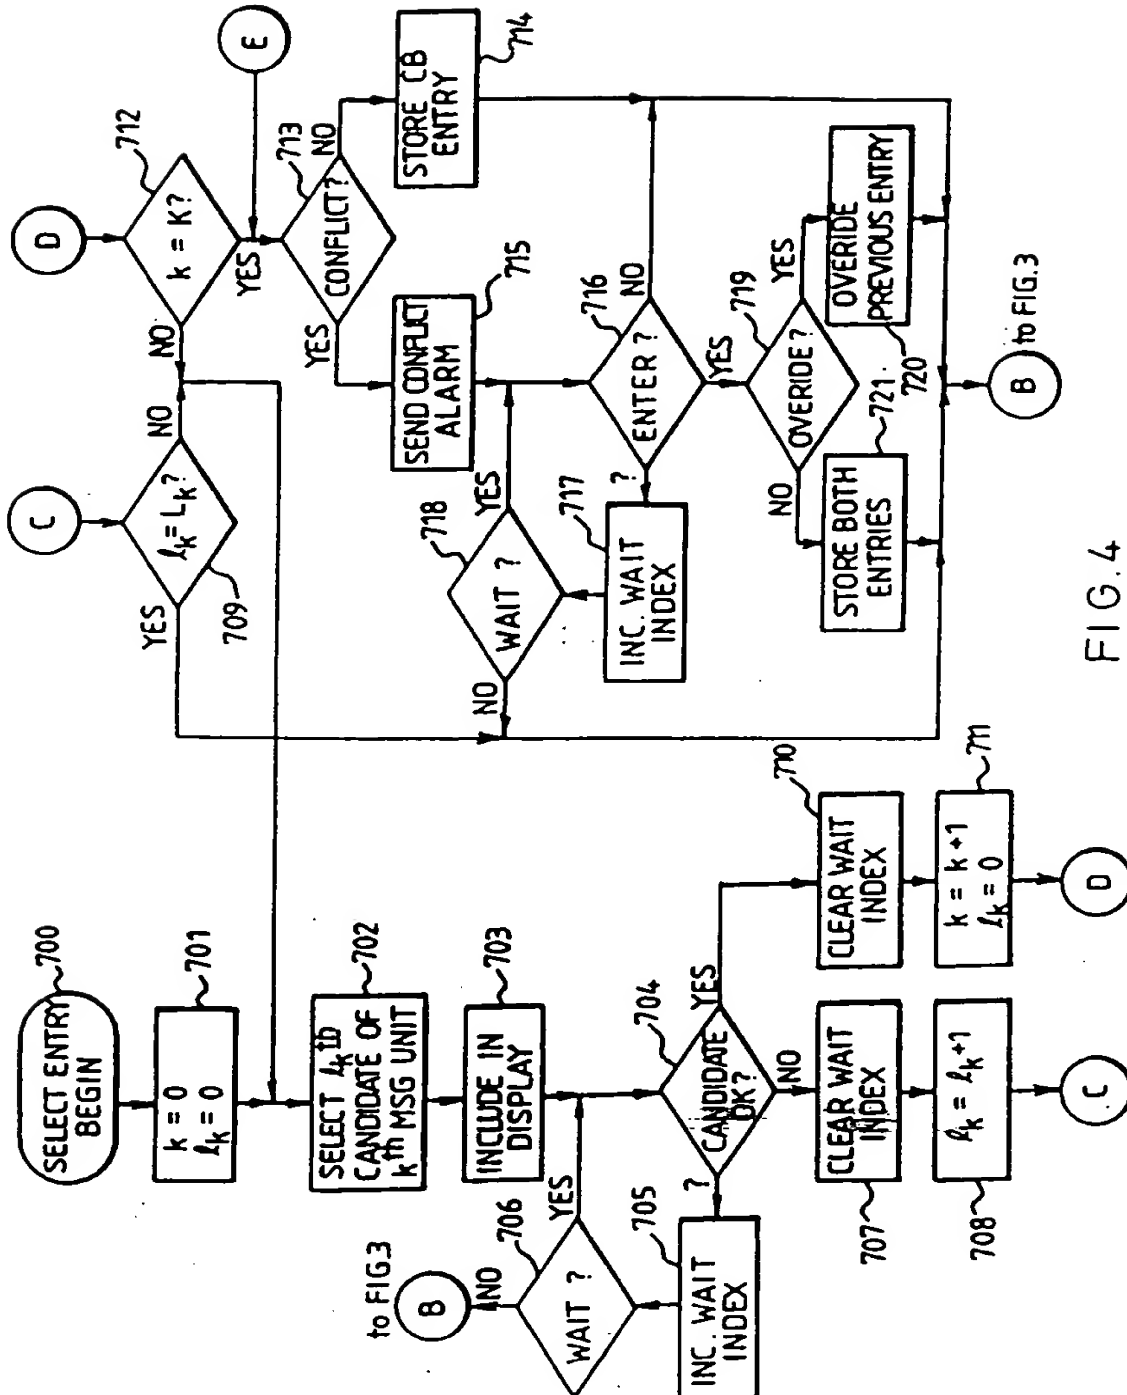 700
SELECT ENTRY
BEGIN
701
k = 0
ℓk = 0
702
SELECT ℓk th
CANDIDATE OF
kth MSG UNIT
703
INCLUDE IN
DISPLAY
704
CANDIDATE
OK?
YES
NO
?
705
INC. WAIT
INDEX
706
WAIT ?
YES
NO
to FIG.3
B
707
CLEAR WAIT
INDEX
708
ℓk = ℓk+1
C
710
CLEAR WAIT
INDEX
711
k = k+1
ℓk = 0
D
C
ℓk = Lk?
709
YES
NO
D
k = K?
712
NO
YES
E
CONFLICT?
713
YES
NO
STORE CB
ENTRY
714
SEND CONFLICT
ALARM
715
ENTER ?
716
NO
YES
?
INC. WAIT
INDEX
717
WAIT ?
718
YES
NO
OVERRIDE?
719
YES
NO
OVERRIDE
PREVIOUS ENTRY
720
STORE BOTH
ENTRIES
721
B
to FIG.3
FIG.4